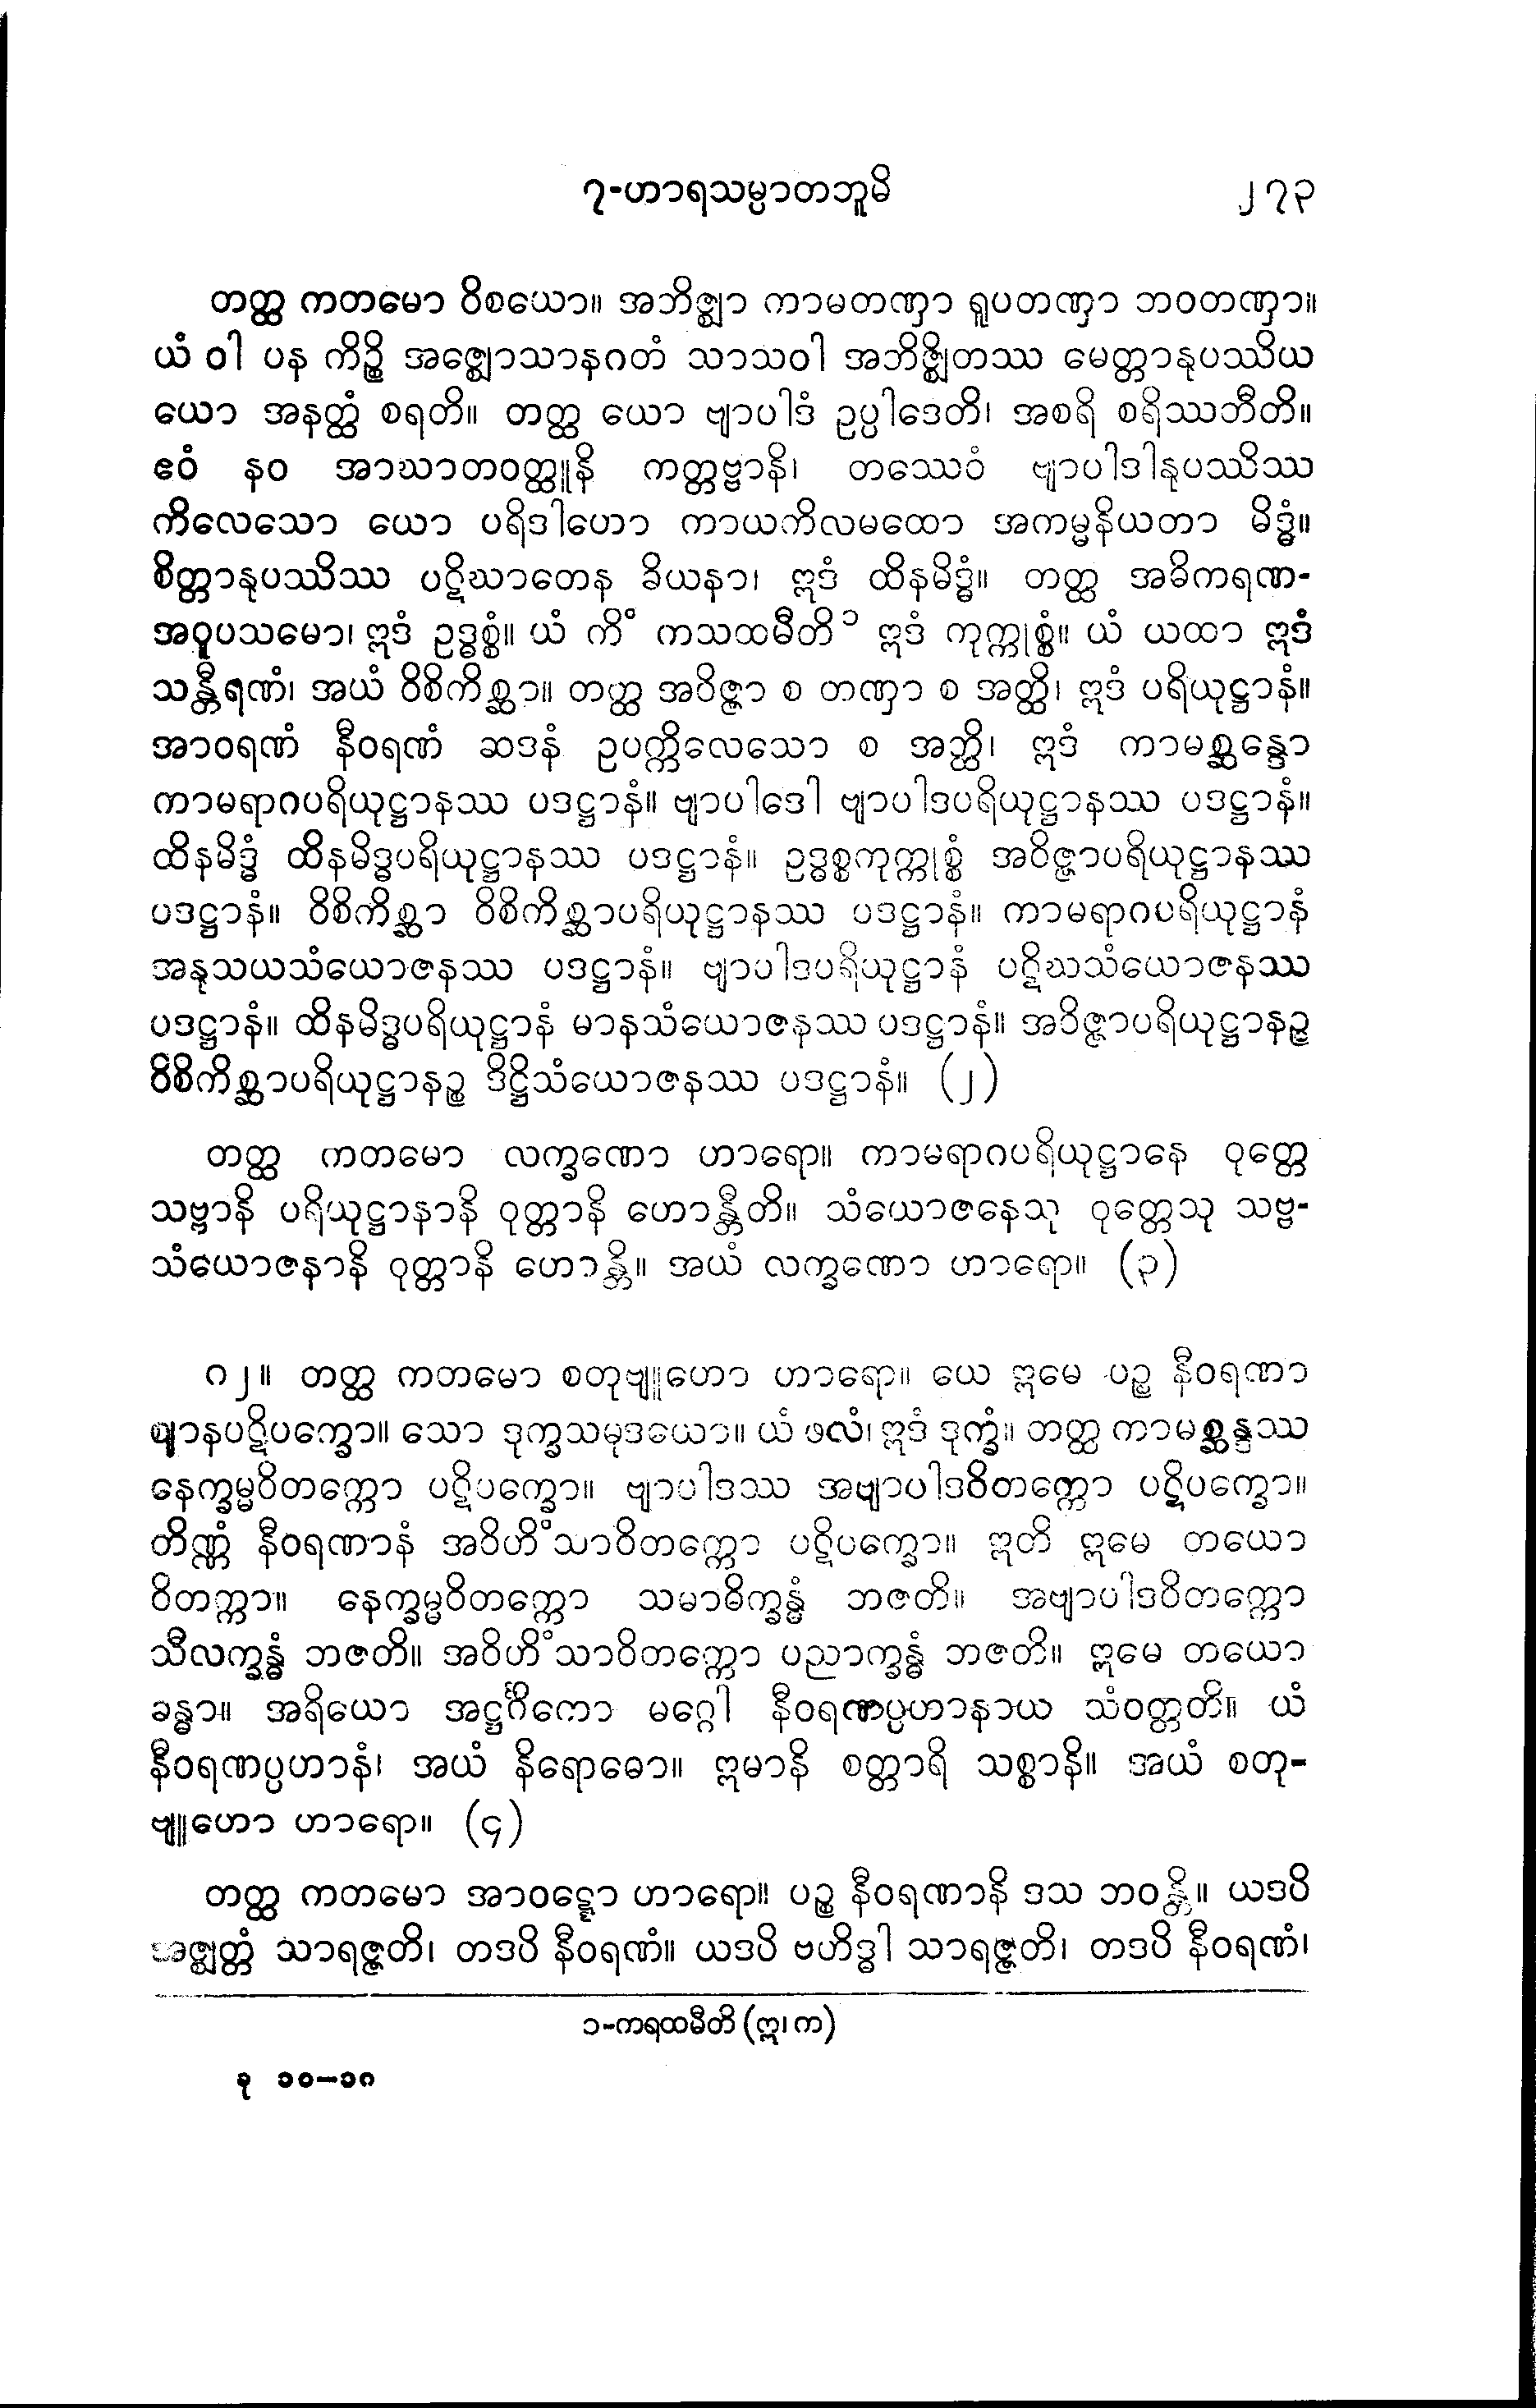 ၇-ဟာရသမ္ပာတဘူမိ ၂၇၃
တတ္ထ ကတမော ဝိစယော။ အဘိဇ္ဈာ ကာမတဏှာ ရူပတဏှာ ဘဝတဏှာ။
ယံ ဝါ ပန ကိဉ္စိ အဇ္ဈောသာနဂတံ သာသဝါ အဘိဇ္ဈိတဿ မေတ္တာနုပဿိယ
ယော အနတ္ထံ စရတိ။ တတ္ထ ယော ဗျာပါဒံ ဥပ္ပါဒေတိ၊ အစရိ စရိဿဘီတိ။
ဧဝံ နဝ အာဃာတဝတ္ထူနိ ကတ္တဗ္ဗာနိ၊ တဿေဝံ ဗျာပါဒါနုပဿိဿ
ကိလေသော ယော ပရိဒါဟော ကာယကိလမထော အကမ္မနိယတာ မိဒ္ဓံ။
စိတ္တာနုပဿိဿ ပဋိဃာတေန ခိယနာ၊ ဣဒံ ထိနမိဒ္ဓံ။ တတ္ထ အဓိကရဏ-
အဝူပသမော၊ ဣဒံ ဥဒ္ဓစ္စံ။ ယံ ကိံ ကသထမီတိ ၁ ဣဒံ ကုက္ကုစ္စံ။ ယံ ယထာ ဣဒံ
သန္တီရဏံ၊ အယံ ဝိစိကိစ္ဆာ။ တတ္ထ အဝိဇ္ဇာ စ တဏှာ စ အတ္ထိ၊ ဣဒံ ပရိယုဋ္ဌာနံ။
အာဝရဏံ နီဝရဏံ ဆဒနံ ဥပက္ကိလေသော စ အတ္ထိ၊ ဣဒံ ကာမစ္ဆန္ဒော
ကာမရာဂပရိယုဋ္ဌာနဿ ပဒဋ္ဌာနံ။ ဗျာပါဒေါ ဗျာပါဒပရိယုဋ္ဌာနဿ ပဒဋ္ဌာနံ။
ထိနမိဒ္ဓံ ထိနမိဒ္ဓပရိယုဋ္ဌာနဿ ပဒဋ္ဌာနံ။ ဥဒ္ဓစ္စကုက္ကုစ္စံ အဝိဇ္ဇာပရိယုဋ္ဌာနဿ
ပဒဋ္ဌာနံ။ ဝိစိကိစ္ဆာ ဝိစိကိစ္ဆာပရိယုဋ္ဌာနဿ ပဒဋ္ဌာနံ။ ကာမရာဂပရိယုဋ္ဌာနံ
အနုသယသံယောဇနဿ ပဒဋ္ဌာနံ။ ဗျာပါဒပရိယုဋ္ဌာနံ ပဋိဃသံယောဇနဿ
ပဒဋ္ဌာနံ။ ထိနမိဒ္ဓပရိယုဋ္ဌာနံ မာနသံယောဇနဿ ပဒဋ္ဌာနံ။ အဝိဇ္ဇာပရိယုဋ္ဌာနဉ္စ
ဝိစိကိစ္ဆာပရိယုဋ္ဌာနဉ္စ ဒိဋ္ဌိသံယောဇနဿ ပဒဋ္ဌာနံ။ (၂)
တတ္ထ ကတမော လက္ခဏော ဟာရော။ ကာမရာဂပရိယုဋ္ဌာနေ ဝုတ္တေ
သဗ္ဗာနိ ပရိယုဋ္ဌာနာနိ ဝုတ္တာနိ ဟောန္တီတိ။ သံယောဇနေသု ဝုတ္တေသု သဗ္ဗ-
သံယောဇနာနိ ဝုတ္တာနိ ဟောန္တိ။ အယံ လက္ခဏော ဟာရော။ (၃)
ဂ၂။ တတ္ထ ကတမော စတုဗျူဟော ဟာရော။ ယေ ဣမေ ပဉ္စ နီဝရဏာ
ဈာနပဋိပက္ခော။ သော ဒုက္ခသမုဒယော။ ယံ ဖလံ၊ ဣဒံ ဒုက္ခံ။ တတ္ထ ကာမစ္ဆန္ဒဿ
နေက္ခမ္မဝိတက္ကော ပဋိပက္ခော။ ဗျာပါဒဿ အဗျာပါဒဝိတက္ကော ပဋိပက္ခော။
တိဏ္ဏံ နီဝရဏာနံ အဝိဟိံသာဝိတက္ကော ပဋိပက္ခော။ ဣတိ ဣမေ တယော
ဝိတက္ကာ။ နေက္ခမ္မဝိတက္ကော သမာဓိက္ခန္ဓံ ဘဇတိ။ အဗျာပါဒဝိတက္ကော
သီလက္ခန္ဓံ ဘဇတိ။ အဝိဟိံသာဝိတက္ကော ပညာက္ခန္ဓံ ဘဇတိ။ ဣမေ တယော
ခန္ဓာ။ အရိယော အဋ္ဌင်္ဂိကော မဂ္ဂေါ နီဝရဏပ္ပဟာနာယ သံဝတ္တတိ။ ယံ
နီဝရဏပ္ပဟာနံ၊ အယံ နိရောဓော။ ဣမာနိ စတ္တာရိ သစ္စာနိ။ အယံ စတု-
ဗျူဟော ဟာရော။ (၄)
တတ္ထ ကတမော အာဝဋ္ဋော ဟာရော။ ပဉ္စ နီဝရဏာနိ ဒသ ဘဝန္တိ။ ယဒပိ
အဇ္ဈတ္တံ သာရဇ္ဇတိ၊ တဒပိ နီဝရဏံ။ ယဒပိ ဗဟိဒ္ဓါ သာရဇ္ဇတိ၊ တဒပိ နီဝရဏံ၊
၁-ကရထမီတိ (ဣ၊ က)
ခု ၁၀−၁၈